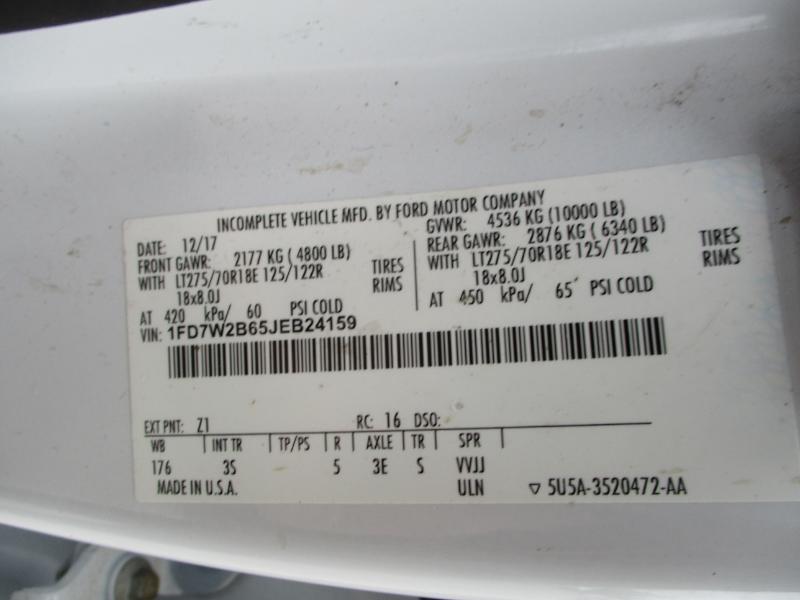 INCOMPLETE VEHICLE MFD. BY FORD MOTOR COMPANY
DATE: 12/17 GVWR: 4536 KG (10000 LB)
FRONT GAWR: 2177 KG ( 4800 LB) REAR GAWR: 2876 KG ( 6340 LB)
WITH LT275/70R18E 125/122R TIRES WITH LT275/70R18E 125/122R TIRES
18x8.0J RIMS 18x8.0J RIMS
AT 420 kPa/ 60 PSI COLD AT 450 kPa/ 65 PSI COLD
VIN: 1FD7W2B65JEB24159
EXT PNT: Z1 RC: 16 DSO:
WB | INT TR | TP/PS | R | AXLE | TR | SPR |
176 3S 5 3E S VVJJ
MADE IN U.S.A. ULN ▽ 5U5A-3520472-AA